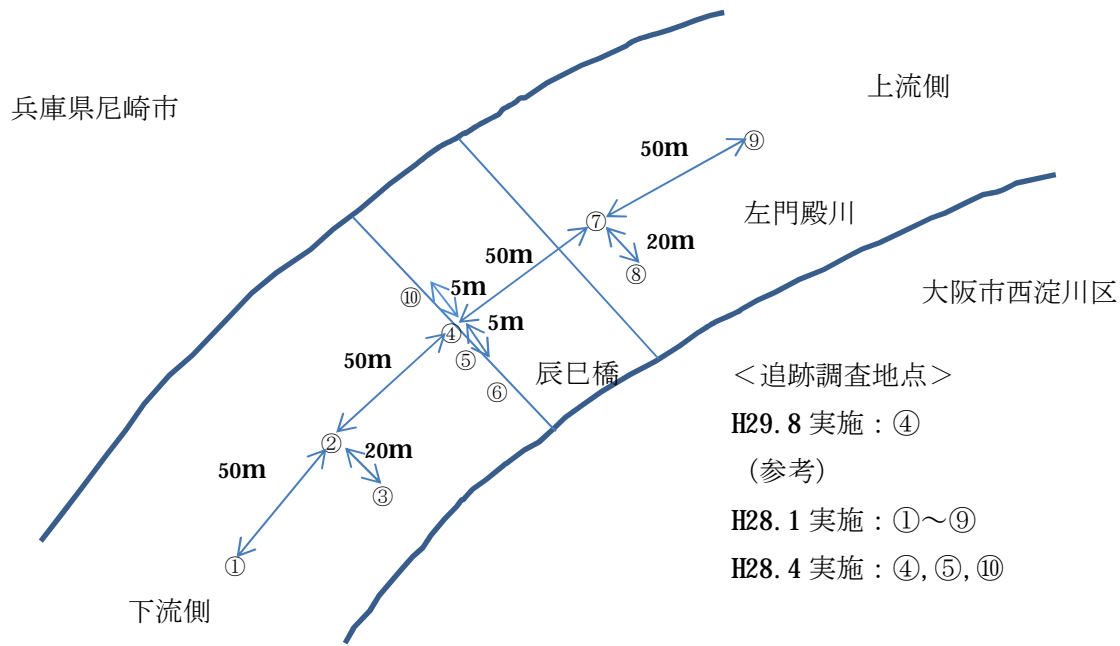 兵庫県尼崎市
上流側
⑨
50m
⑦
左門殿川
20m
50m
⑧
大阪市西淀川区
⑩
5m
5m
④
⑤
50m
辰巳橋
⑥
②
20m
50m
③
①
下流側
＜追跡調査地点＞
H29.8 実施：④
（参考）
H28.1 実施：①～⑨
H28.4 実施：④,⑤,⑩